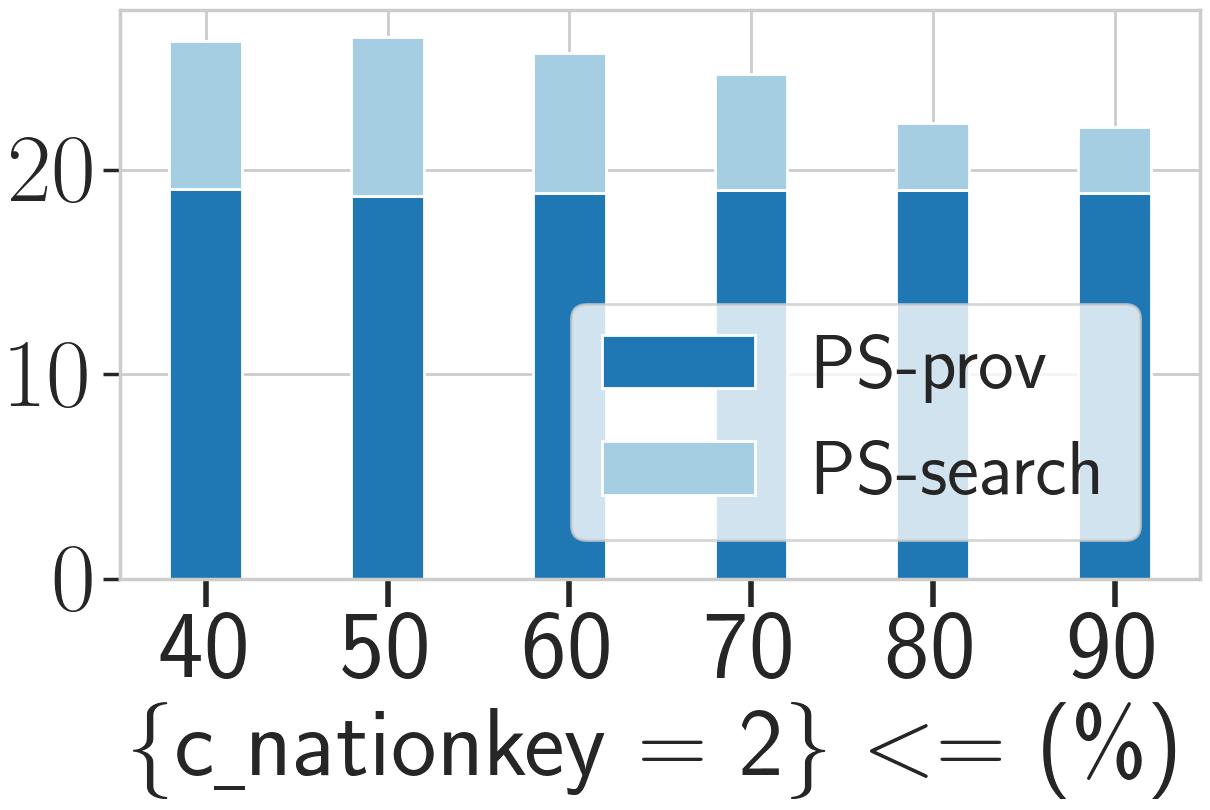 20
10
0
PS-prov
PS-search
40 50 60 70 80 90
{c_nationkey = 2} <= (%)